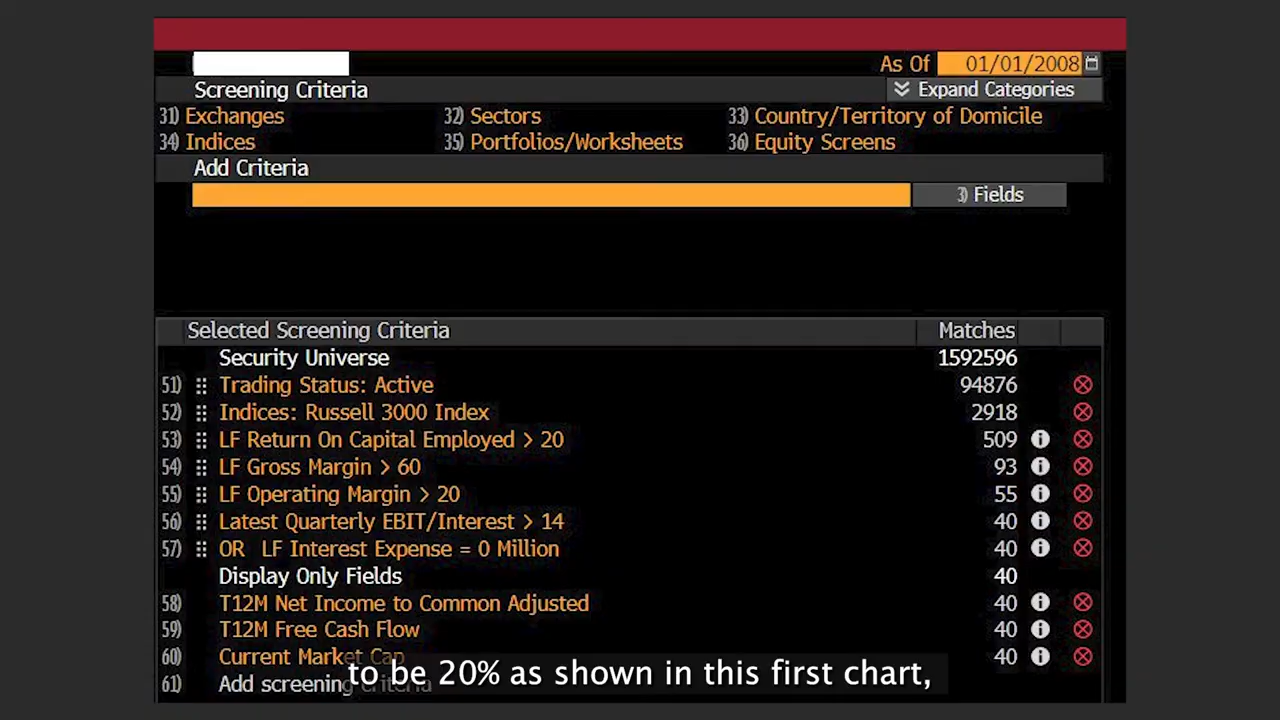 As Of 01/01/2008
Screening Criteria Expand Categories
31) Exchanges 32) Sectors 33) Country/Territory of Domicile
34) Indices 35) Portfolios/Worksheets 36) Equity Screens
Add Criteria
3) Fields
Selected Screening Criteria Matches
Security Universe 1592596
51) Trading Status: Active 94876
52) Indices: Russell 3000 Index 2918
53) LF Return On Capital Employed > 20 509
54) LF Gross Margin > 60 93
55) LF Operating Margin > 20 55
56) Latest Quarterly EBIT/Interest > 14 40
57) OR LF Interest Expense = 0 Million 40
Display Only Fields 40
58) T12M Net Income to Common Adjusted 40
59) T12M Free Cash Flow 40
60) Current Market Cap 40
to be 20% as shown in this first chart,
61) Add screening criteria